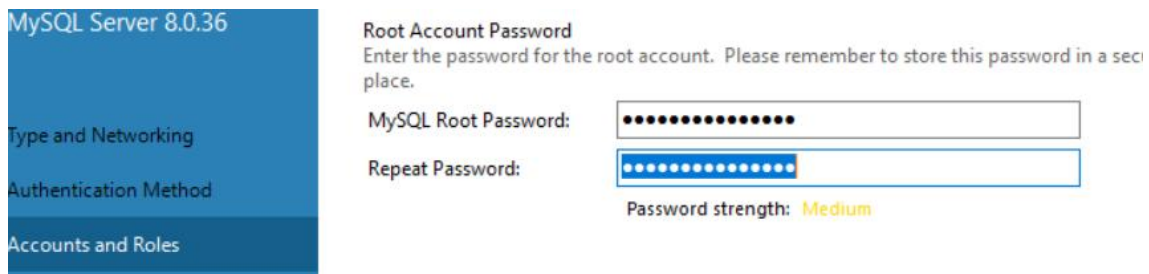 MySQL Server 8.0.36
Type and Networking
Authentication Method
Accounts and Roles
Root Account Password
Enter the password for the root account. Please remember to store this password in a
place.
MySQL Root Password: •••••••••••••••
Repeat Password: •••••••••••••••
Password strength: Medium